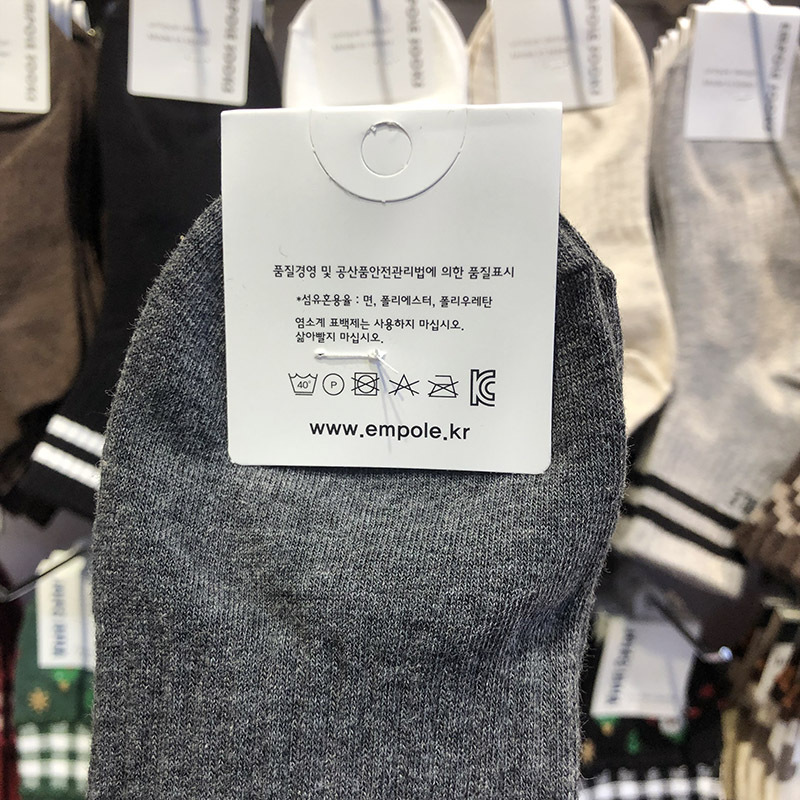 품질경영 및 공산품안전관리법에 의한 품질표시
*섬유혼용율 : 면, 폴리에스터, 폴리우레탄
염소계 표백제는 사용하지 마십시오.
삶아빨지 마십시오.
40° P
www.empole.kr